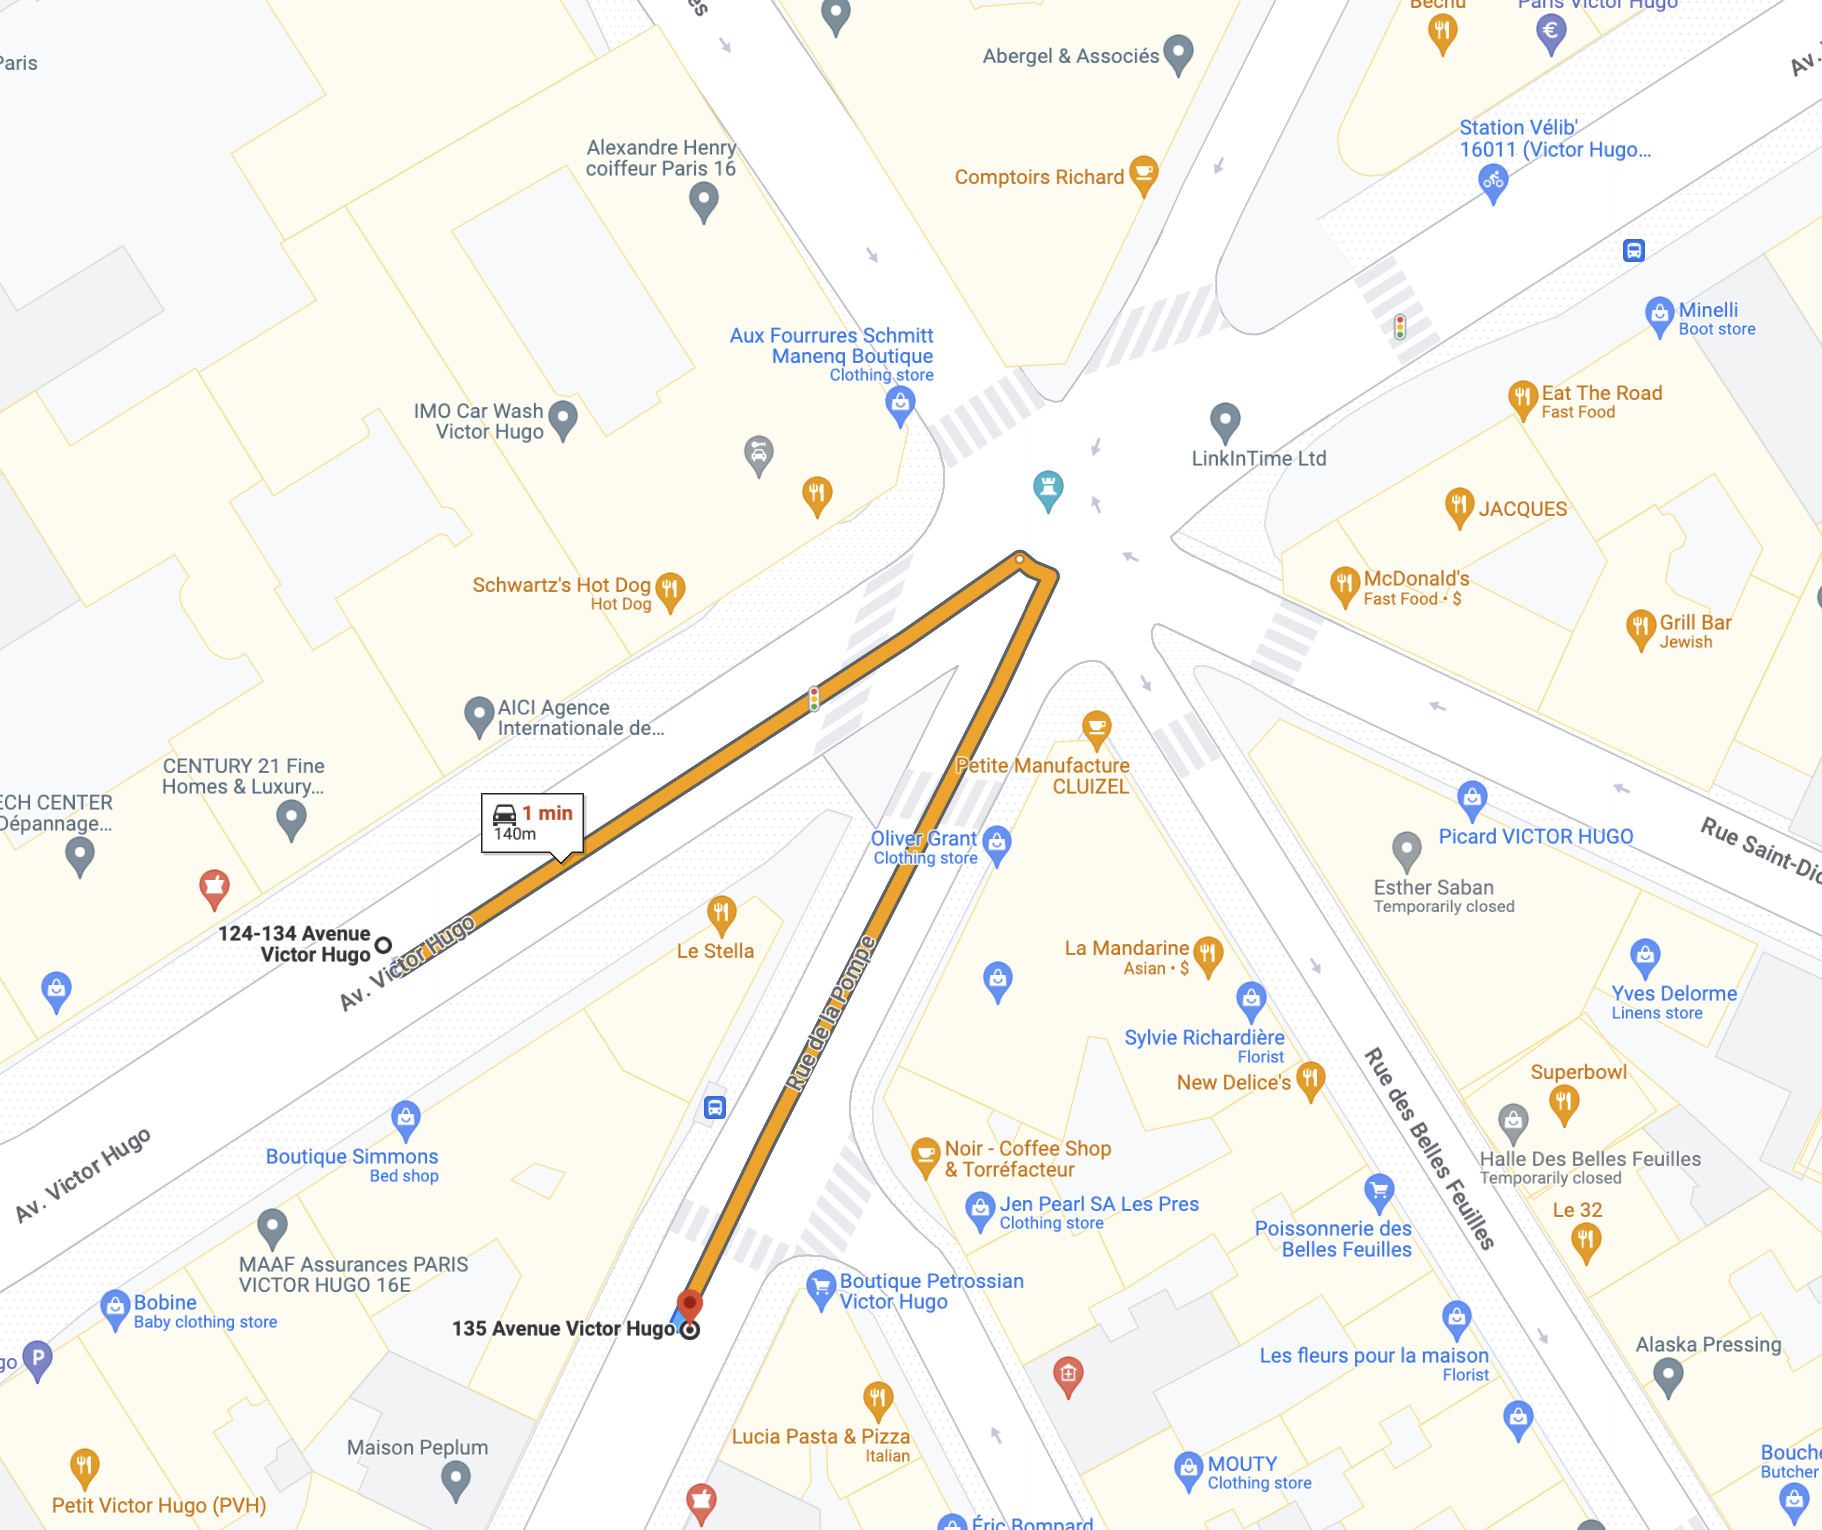 es
Bechu
Paris Victor Hugo
Paris
Abergel & Associés
Av.
Station Vélib'
16011 (Victor Hugo...
Alexandre Henry
coiffeur Paris 16
Comptoirs Richard
Minelli
Boot store
Aux Fourrures Schmitt
Manenq Boutique
Clothing store
Eat The Road
Fast Food
IMO Car Wash
Victor Hugo
LinkInTime Ltd
JACQUES
Schwartz's Hot Dog
Hot Dog
McDonald's
Fast Food • $
Grill Bar
Jewish
AICI Agence
Internationale de...
Petite Manufacture
CLUIZEL
CENTURY 21 Fine
Homes & Luxury...
ECH CENTER
Dépannage...
1 min
140m
Oliver Grant
Clothing store
Picard VICTOR HUGO
Rue Saint-Did
Esther Saban
Temporarily closed
124-134 Avenue
Victor Hugo
Av. Victor Hugo
Le Stella
La Mandarine
Asian • $
Rue de la Pompe
Yves Delorme
Linens store
Sylvie Richardière
Florist
New Delice's
Superbowl
Rue des Belles Feuilles
Av. Victor Hugo
Boutique Simmons
Bed shop
Noir - Coffee Shop
& Torréfacteur
Halle Des Belles Feuilles
Temporarily closed
Jen Pearl SA Les Pres
Clothing store
Le 32
Poissonnerie des
Belles Feuilles
MAAF Assurances PARIS
VICTOR HUGO 16E
Boutique Petrossian
Victor Hugo
Bobine
Baby clothing store
135 Avenue Victor Hugo
go
P
Les fleurs pour la maison
Florist
Alaska Pressing
Lucia Pasta & Pizza
Italian
Maison Peplum
MOUTY
Clothing store
Bouche
Butcher
Petit Victor Hugo (PVH)
Éric Bompard